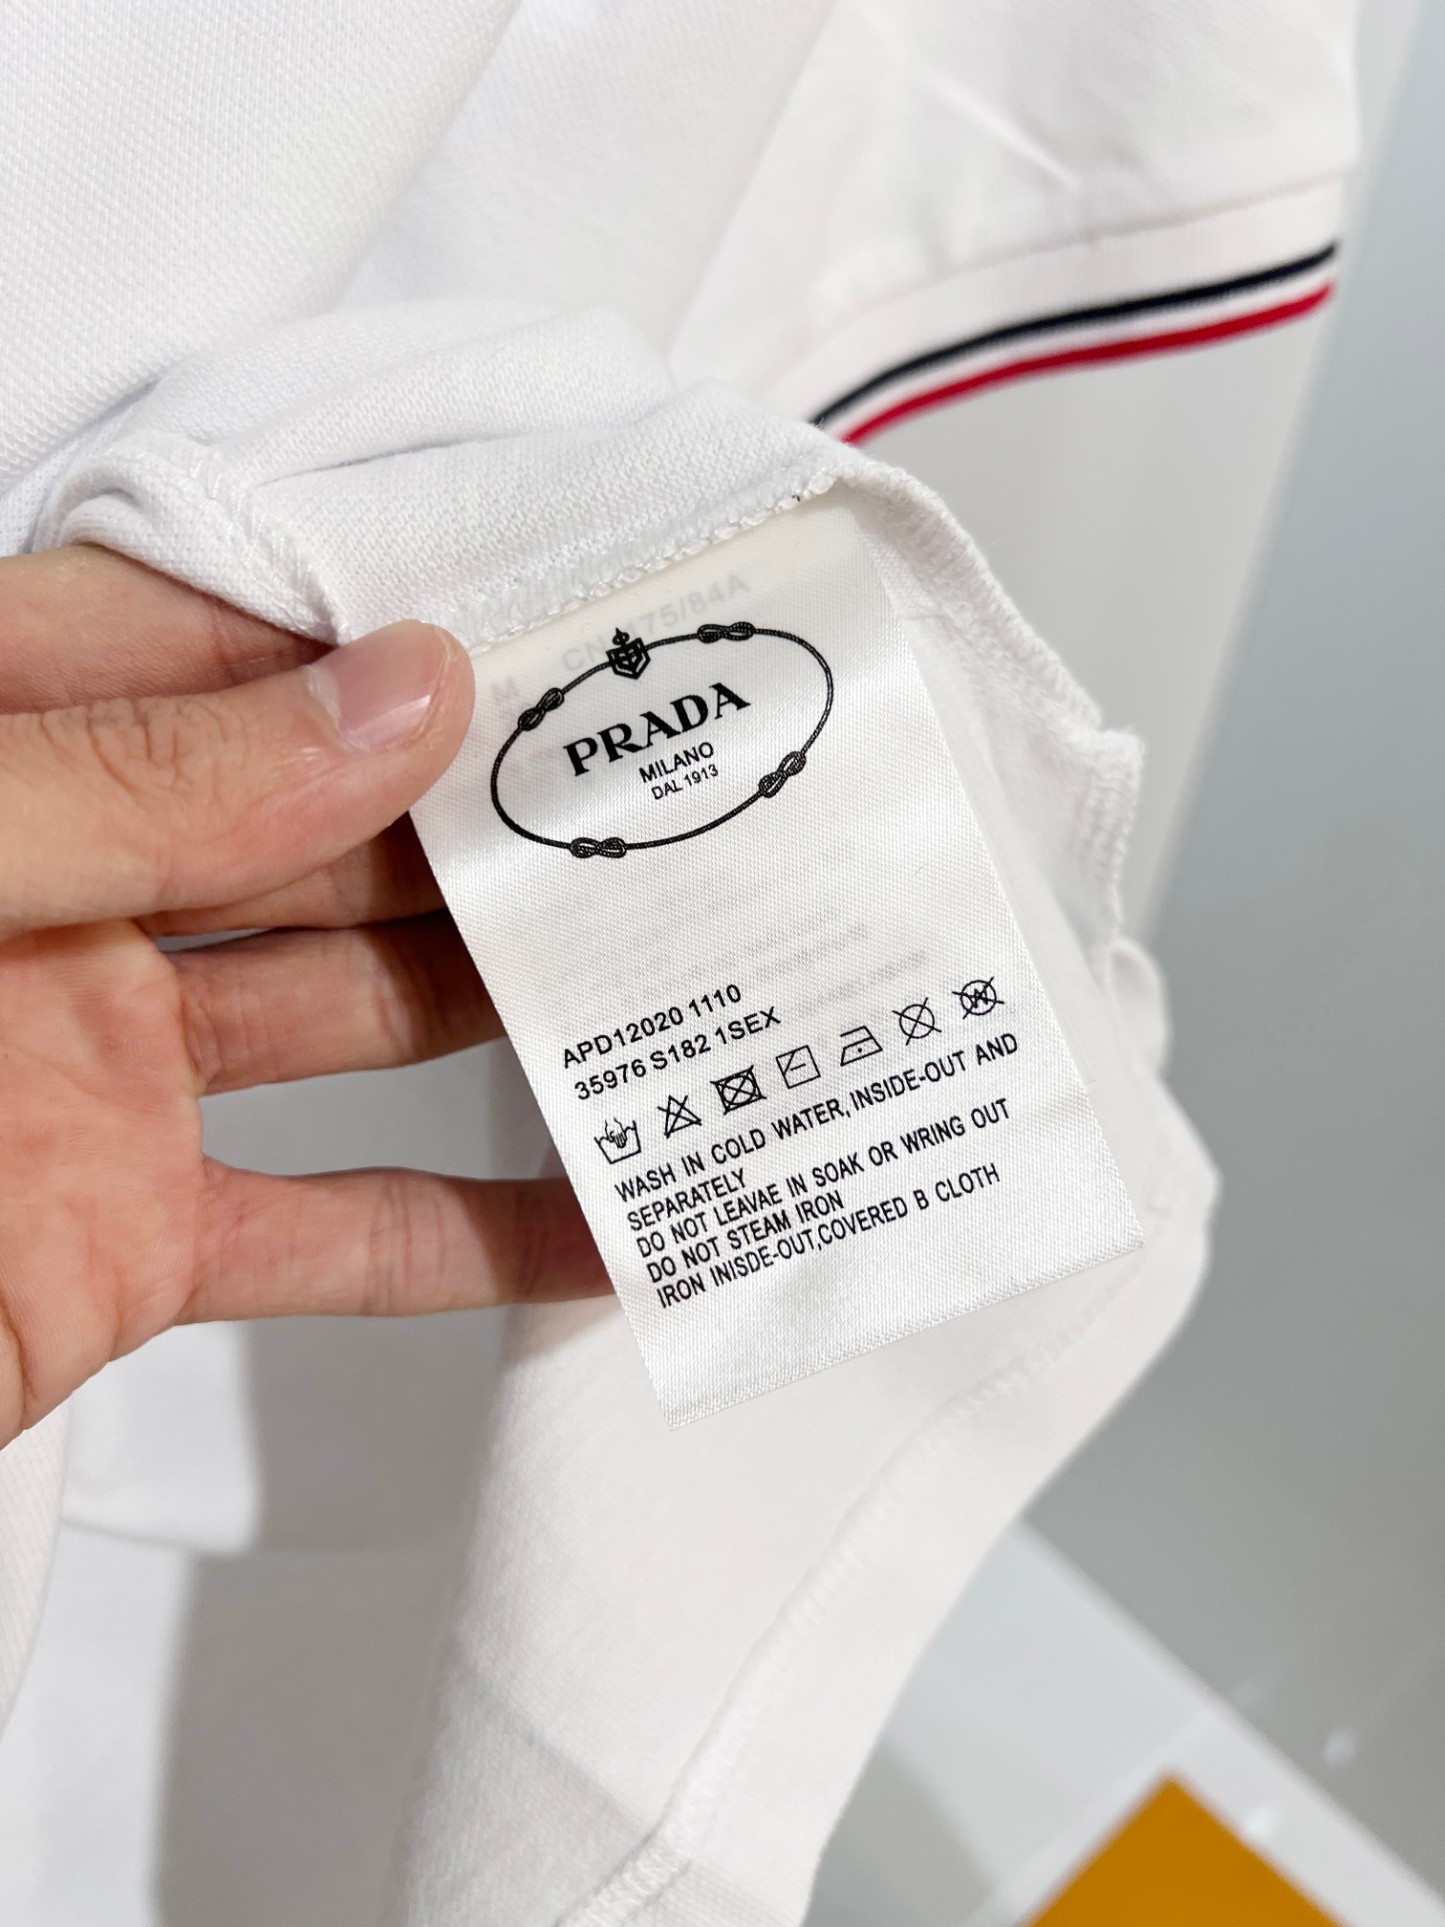 PRADA
MILANO
DAL 1913
APD12020 1110
35976 S182 1SEX
WASH IN COLD WATER, INSIDE-OUT AND
SEPARATELY
DO NOT LEAVAE IN SOAK OR WRING OUT
DO NOT STEAM IRON
IRON INISDE-OUT,COVERED B CLOTH